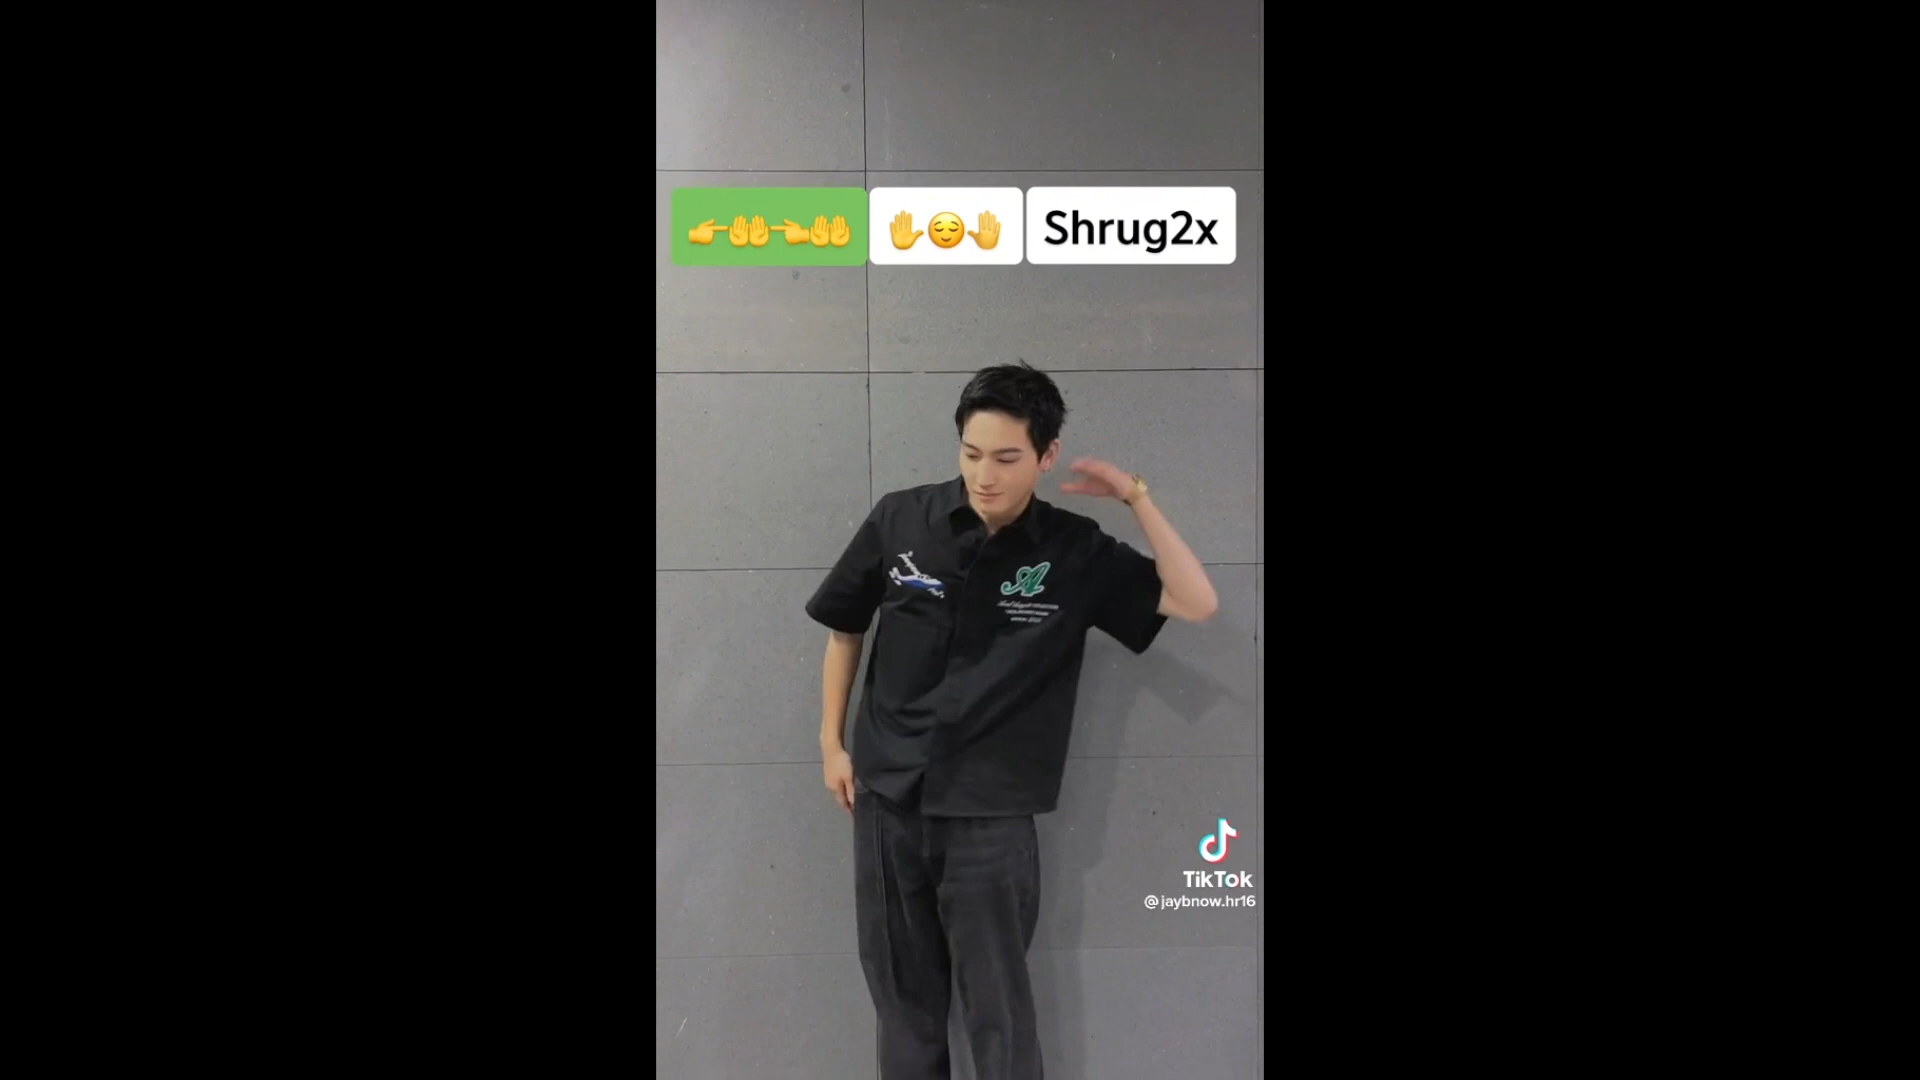 👉🤲👈🤲 ✋😌🤚 Shrug2x
A
TikTok
@jaybnow.hr16